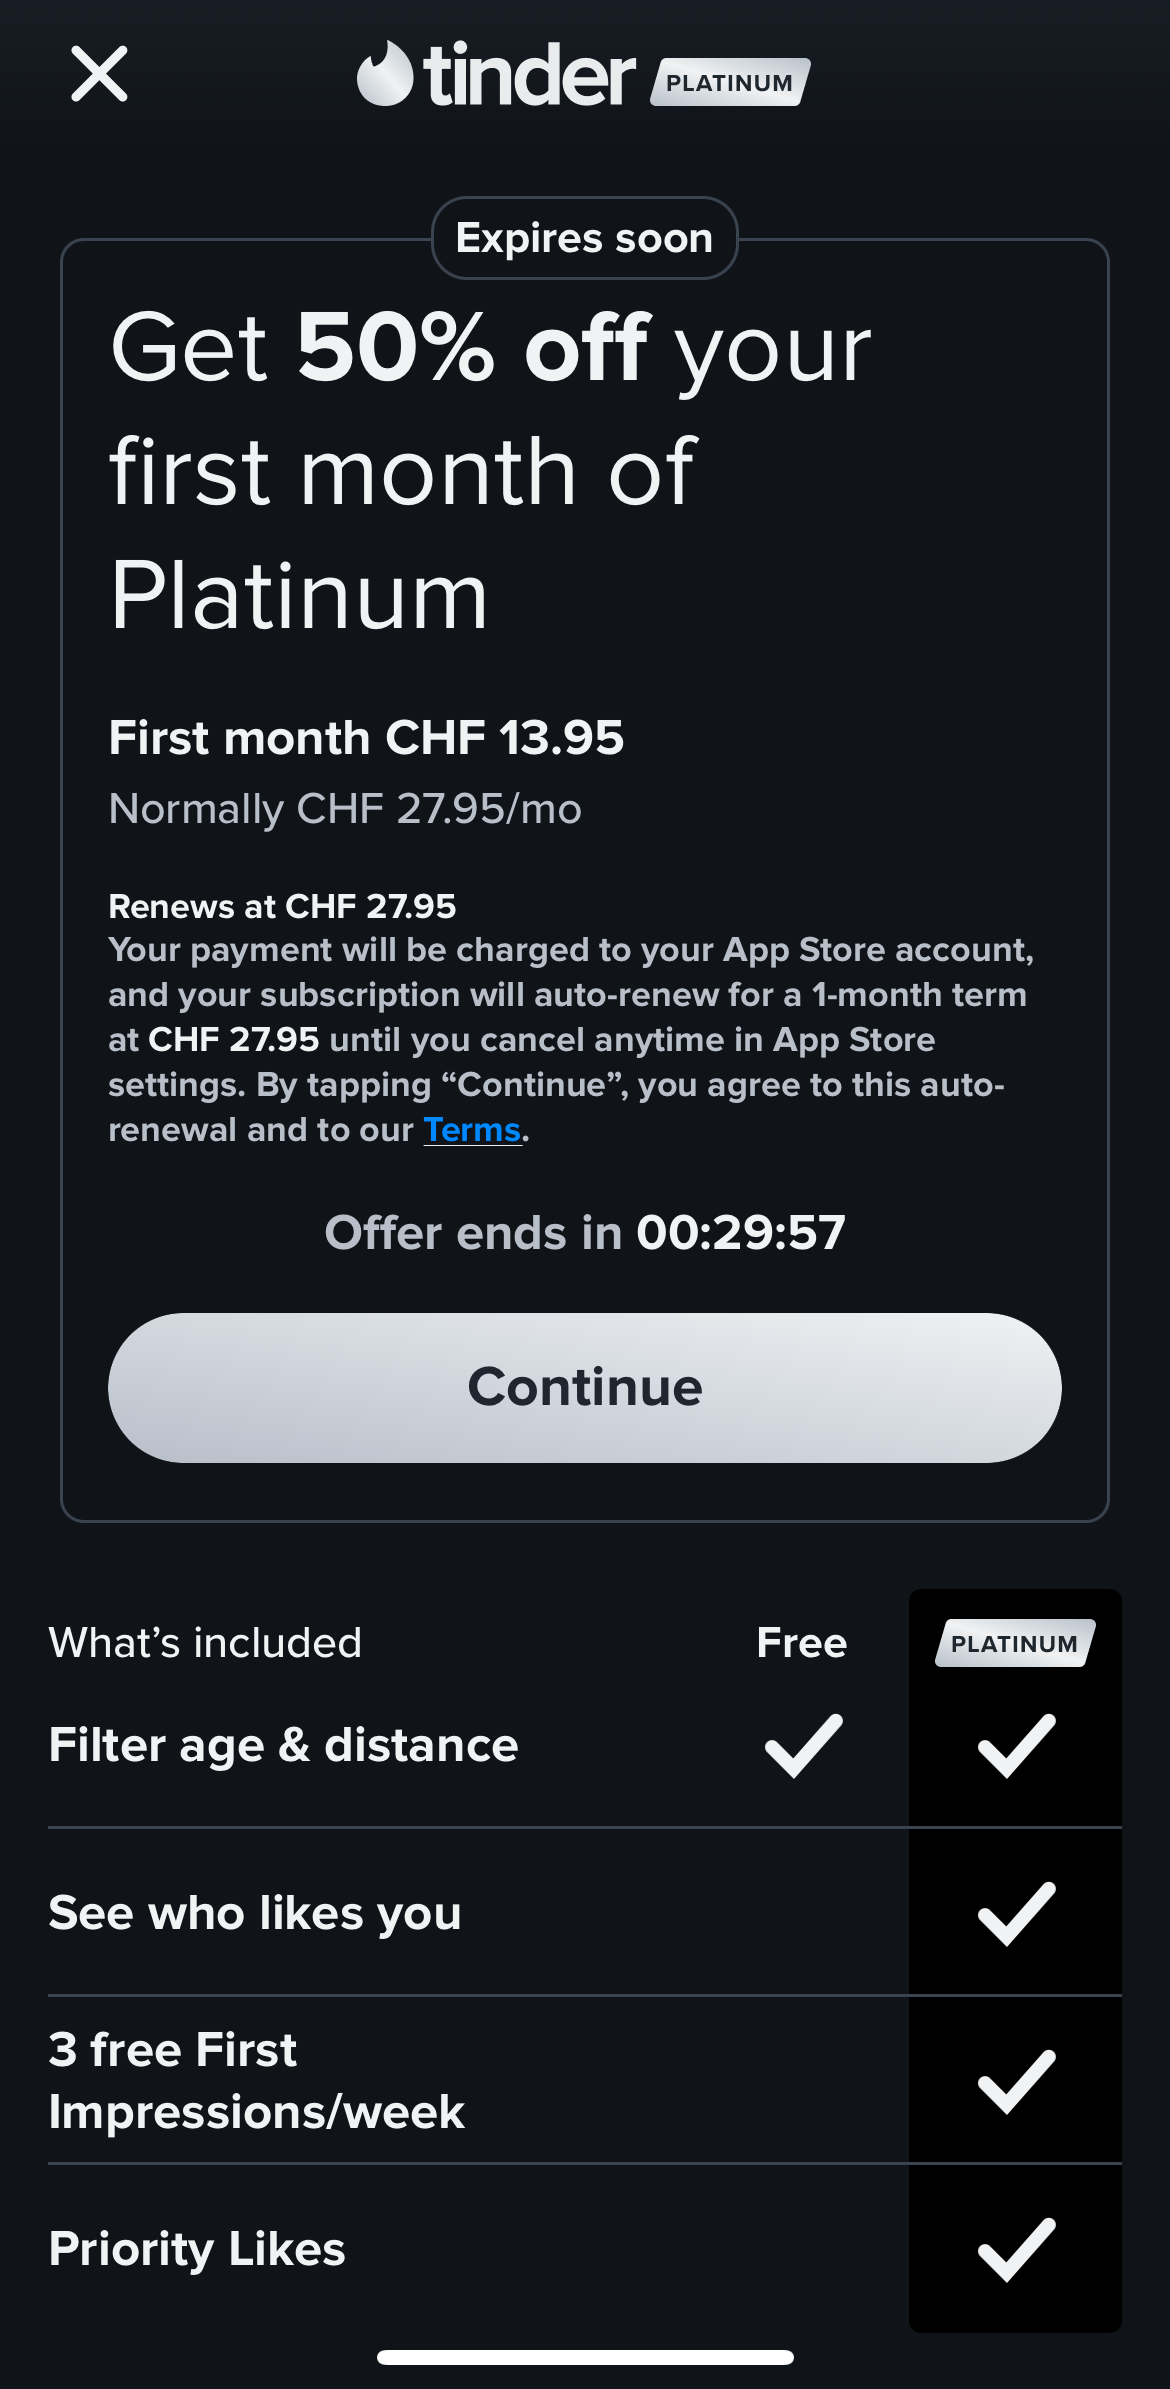 tinder PLATINUM
Expires soon
Get 50% off your
first month of
Platinum
First month CHF 13.95
Normally CHF 27.95/mo
Renews at CHF 27.95
Your payment will be charged to your App Store account,
and your subscription will auto-renew for a 1-month term
at CHF 27.95 until you cancel anytime in App Store
settings. By tapping “Continue”, you agree to this auto-
renewal and to our Terms.
Offer ends in 00:29:57
Continue
What’s included Free PLATINUM
Filter age & distance
See who likes you
3 free First
Impressions/week
Priority Likes